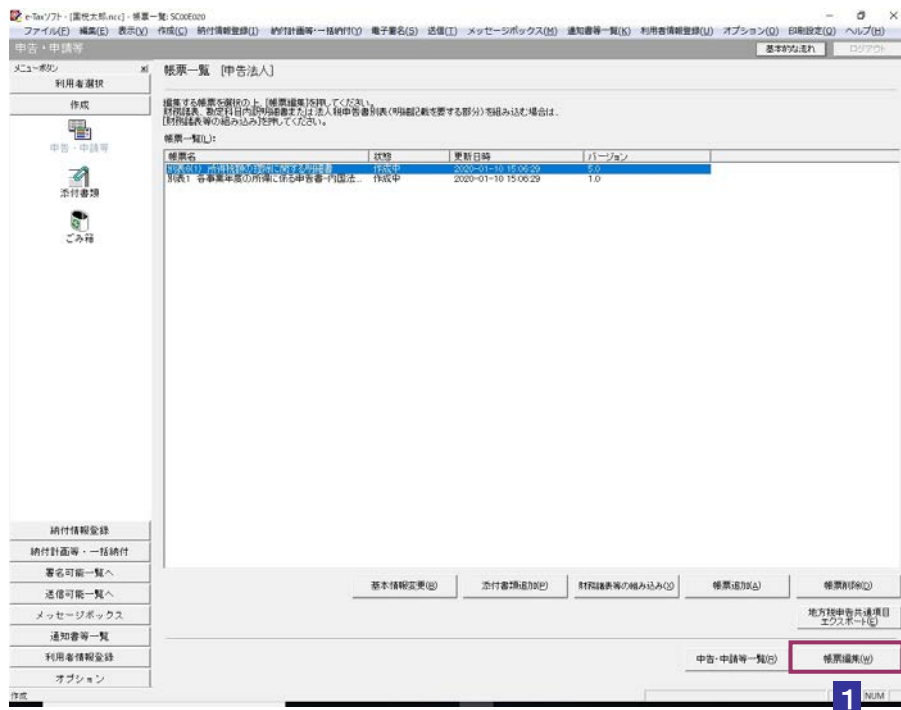 e-Taxソフト - [国税太郎.ncc] - 帳票一覧: SC00E020
ファイル(F) 編集(E) 表示(V) 作成(C) 納付情報登録(I) 納付計画等・一括納付(Y) 電子署名(S) 送信(T) メッセージボックス(M) 通知書等一覧(K) 利用者情報登録(U) オプション(O) 印刷設定(Q) ヘルプ(H)
申告・申請等
基本的な流れ
ログアウト
メニューボタン
利用者選択
作成
申告・申請等
添付書類
ごみ箱
帳票一覧 [申告法人]
編集する帳票を選択の上、[帳票編集]を押してください。
財務諸表、勘定科目内訳明細書または法人税申告書別表(明細記載を要する部分)を組み込む場合は、
[財務諸表等の組み込み]を押してください。
帳票一覧(L):
帳票名 状態 更新日時 バージョン
別表6(1) 所得税額の控除に関する明細書 作成中 2020-01-10 15:06:29 5.0
別表1 各事業年度の所得に係る申告書-内国法... 作成中 2020-01-10 15:06:29 1.0
納付情報登録
納付計画等・一括納付
署名可能一覧へ
送信可能一覧へ
メッセージボックス
通知書等一覧
利用者情報登録
オプション
基本情報変更(B) 添付書類追加(P) 財務諸表等の組み込み(X) 帳票追加(A) 帳票削除(D)
地方税申告共通項目
エクスポート(E)
申告・申請等一覧(R) 帳票編集(W)
作成
1
NUM